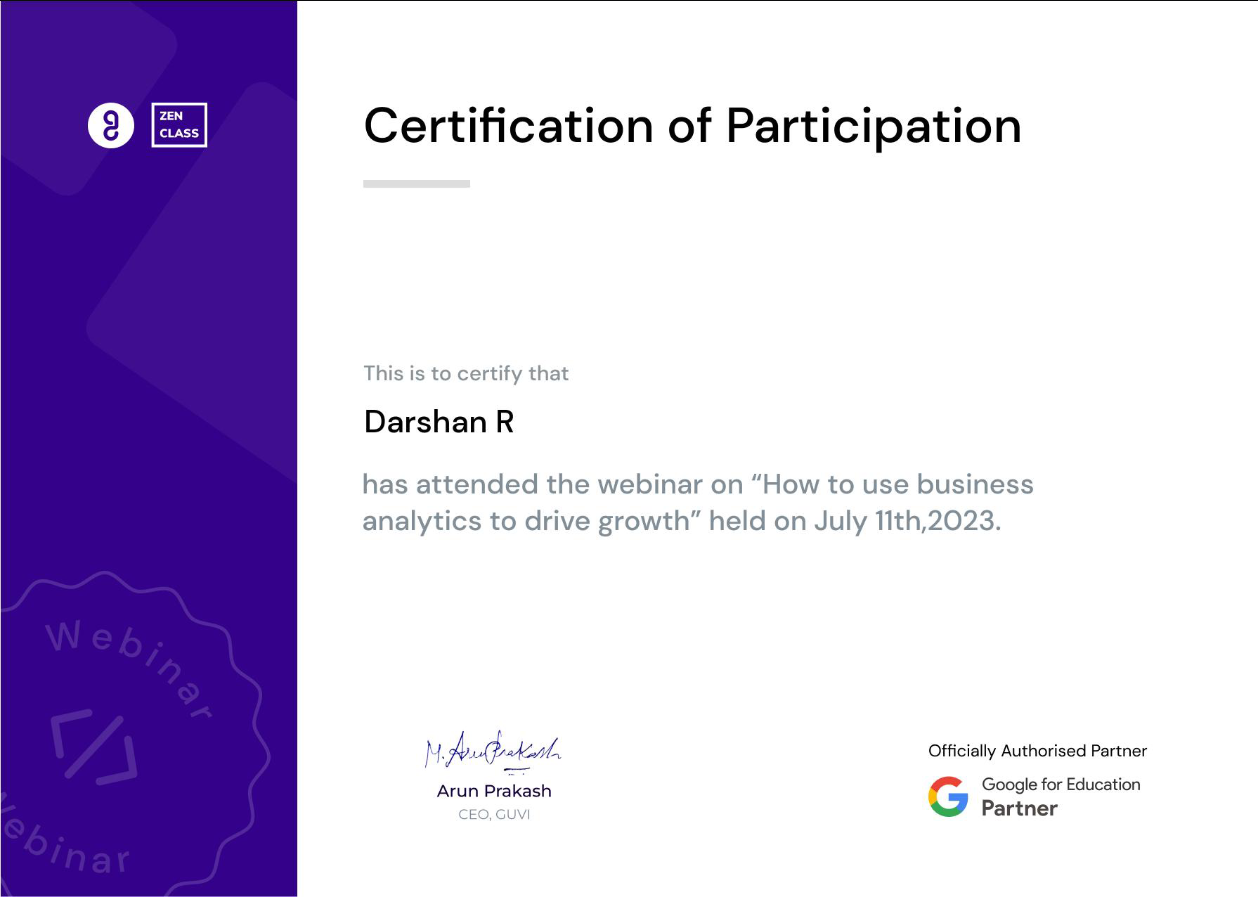 ZEN
CLASS
Certification of Participation
This is to certify that
Darshan R
has attended the webinar on “How to use business
analytics to drive growth” held on July 11th,2023.
Webinar
</>
Webinar
M. Arun Prakash
Arun Prakash
CEO, GUVI
Officially Authorised Partner
Google for Education
Partner